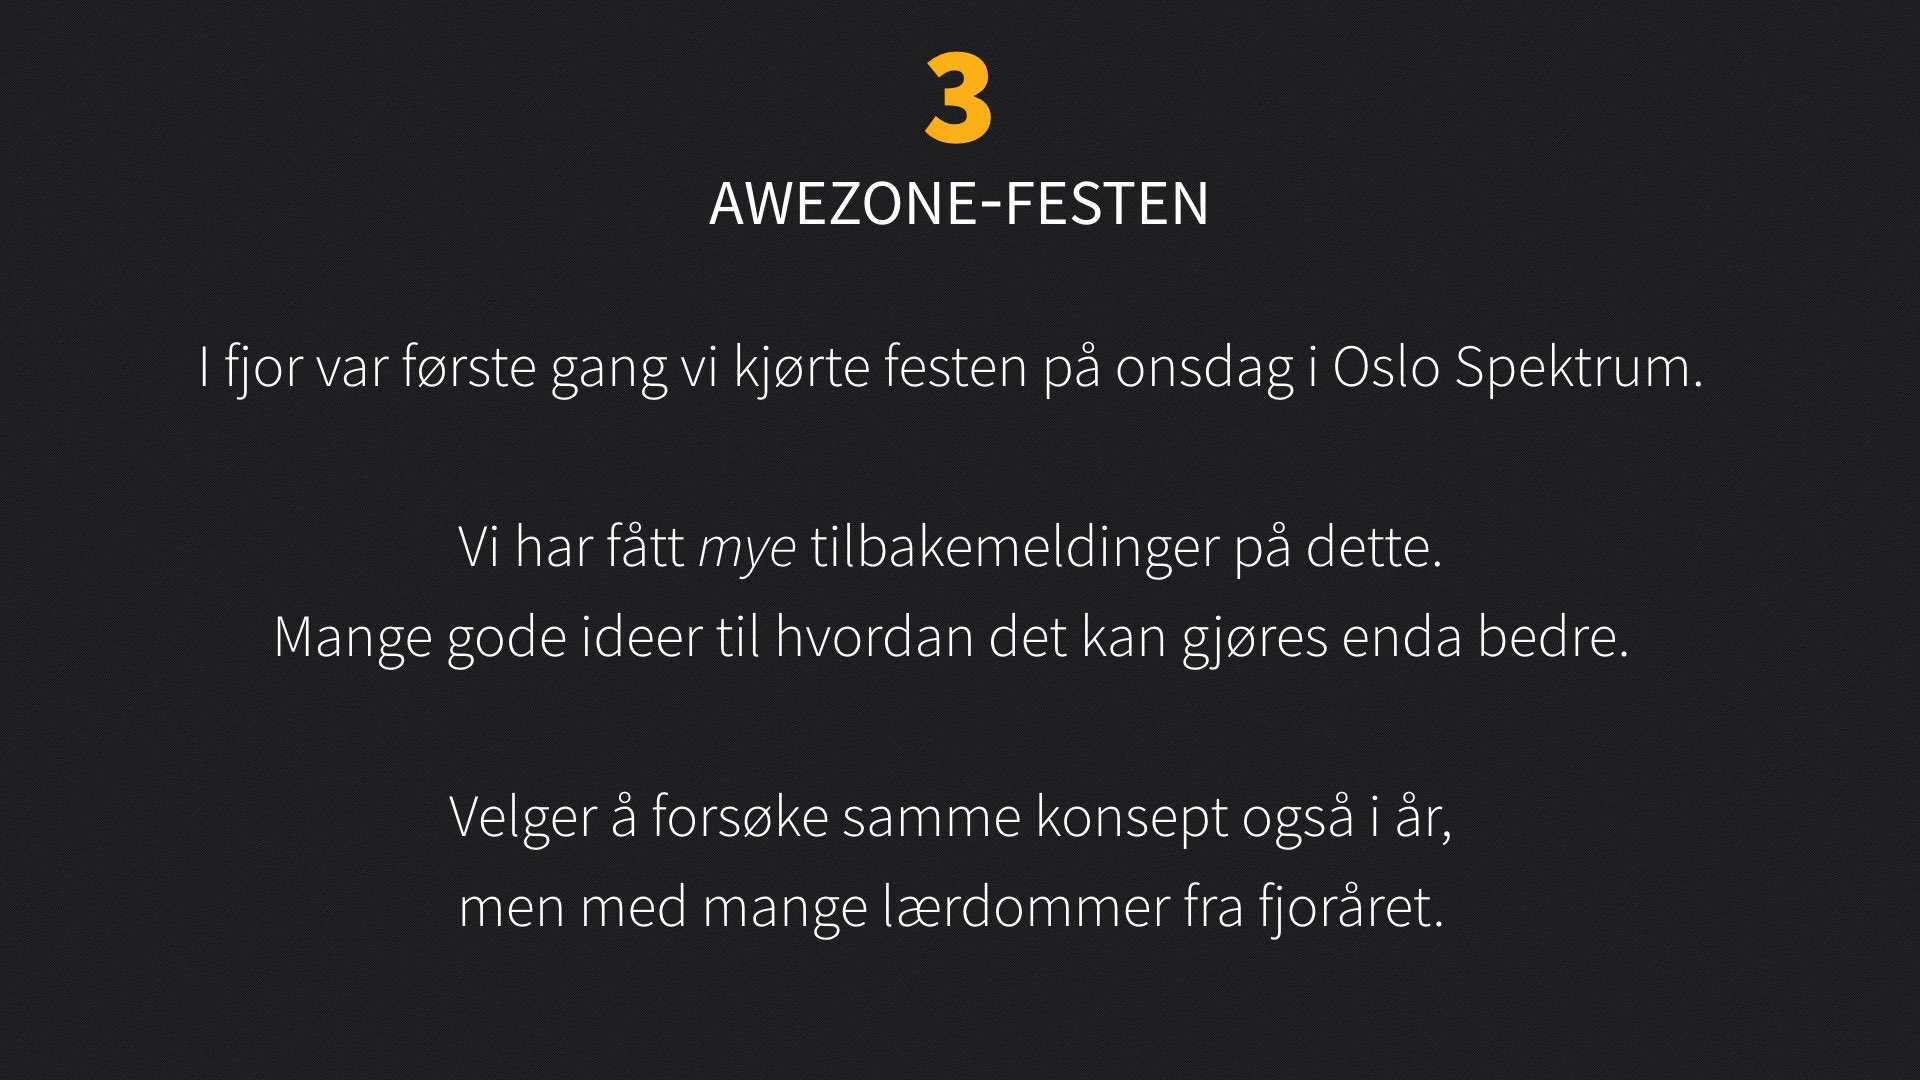 3
AWEZONE-FESTEN
I fjor var første gang vi kjørte festen på onsdag i Oslo Spektrum.
Vi har fått mye tilbakemeldinger på dette.
Mange gode ideer til hvordan det kan gjøres enda bedre.
Velger å forsøke samme konsept også i år,
men med mange lærdommer fra fjoråret.